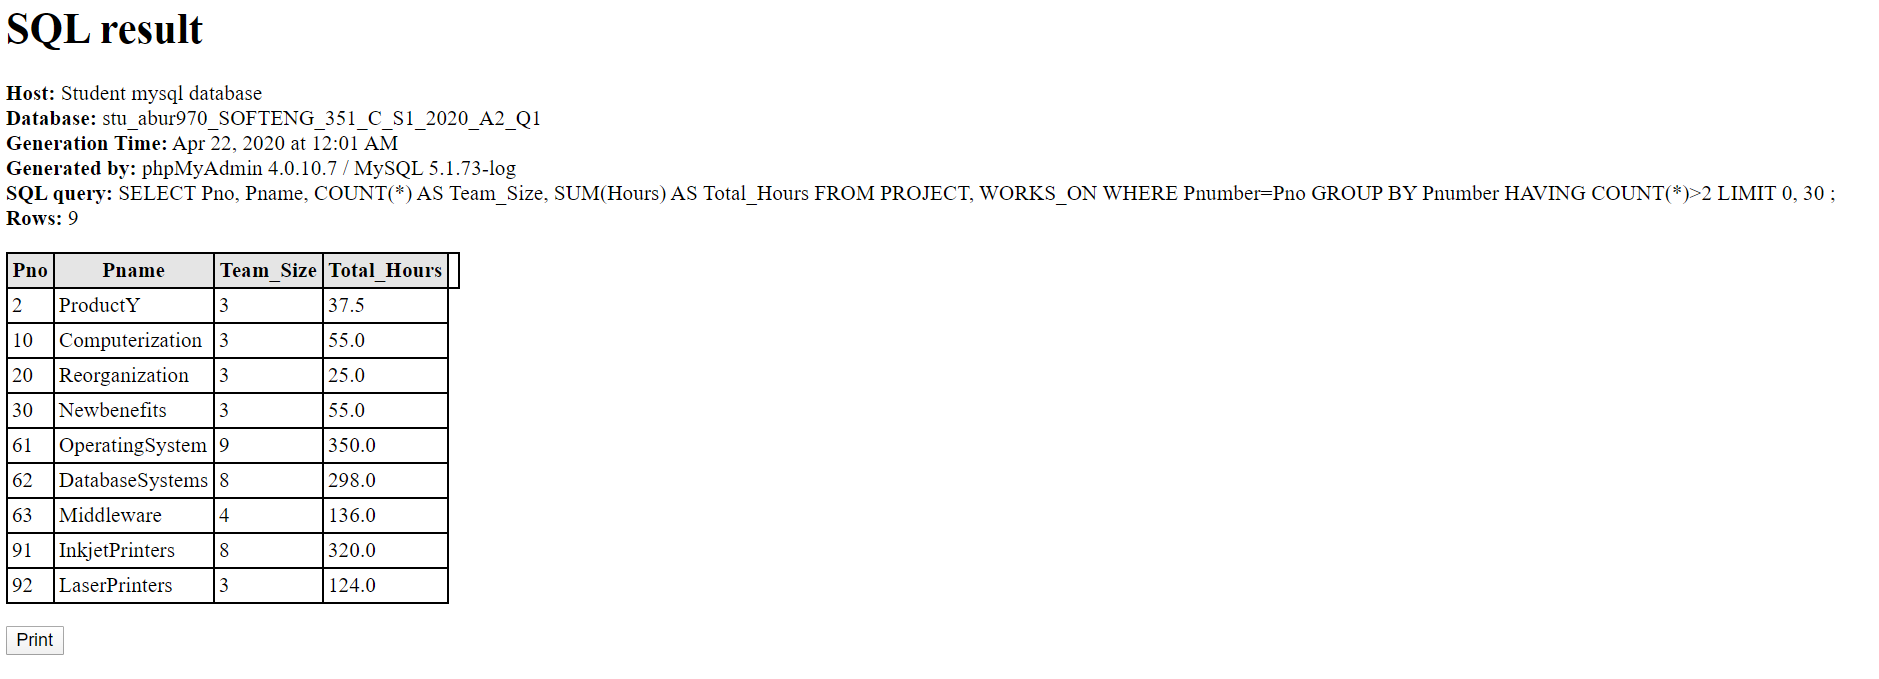 SQL result
Host: Student mysql database
Database: stu_abur970_SOFTENG_351_C_S1_2020_A2_Q1
Generation Time: Apr 22, 2020 at 12:01 AM
Generated by: phpMyAdmin 4.0.10.7 / MySQL 5.1.73-log
SQL query: SELECT Pno, Pname, COUNT(*) AS Team_Size, SUM(Hours) AS Total_Hours FROM PROJECT, WORKS_ON WHERE Pnumber=Pno GROUP BY Pnumber HAVING COUNT(*)>2 LIMIT 0, 30 ;
Rows: 9
Pno Pname Team_Size Total_Hours
2 ProductY 3 37.5
10 Computerization 3 55.0
20 Reorganization 3 25.0
30 Newbenefits 3 55.0
61 OperatingSystem 9 350.0
62 DatabaseSystems 8 298.0
63 Middleware 4 136.0
91 InkjetPrinters 8 320.0
92 LaserPrinters 3 124.0
Print